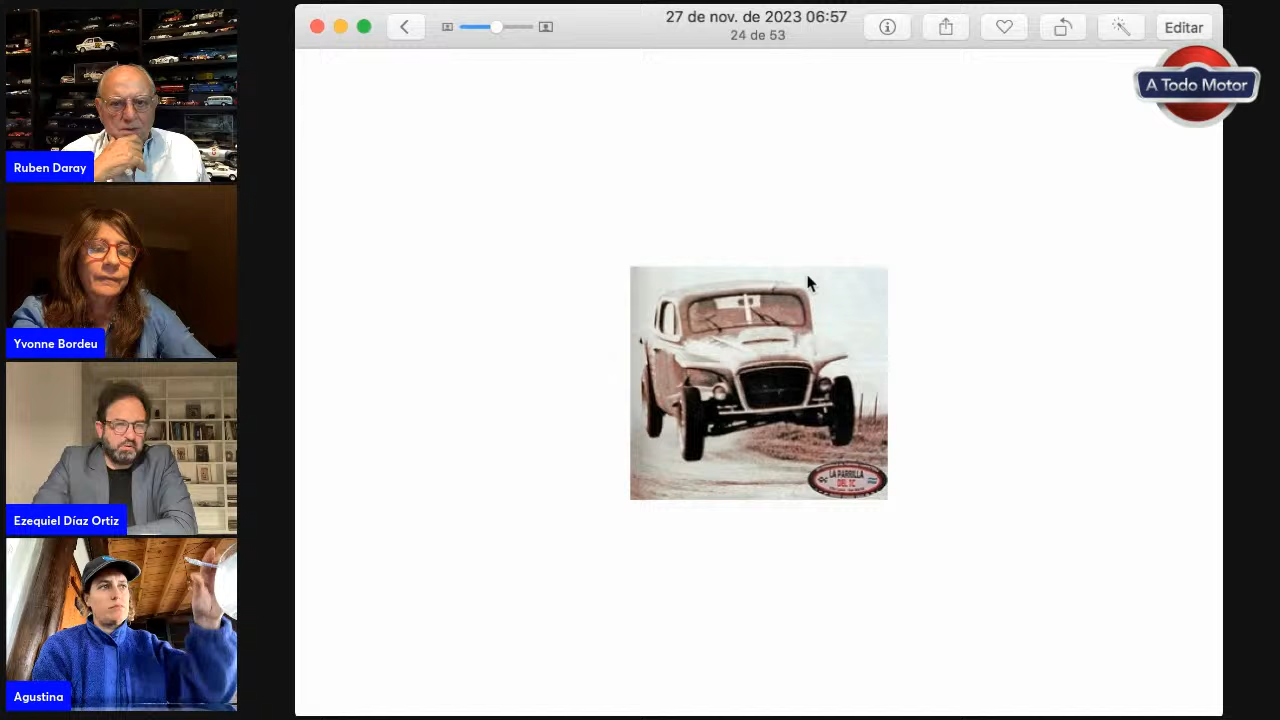 27 de nov. de 2023 06:57
24 de 53
Editar
A Todo Motor
Ruben Daray
Yvonne Bordeu
Ezequiel Díaz Ortiz
Agustina
LA PARRILLA
DEL TC